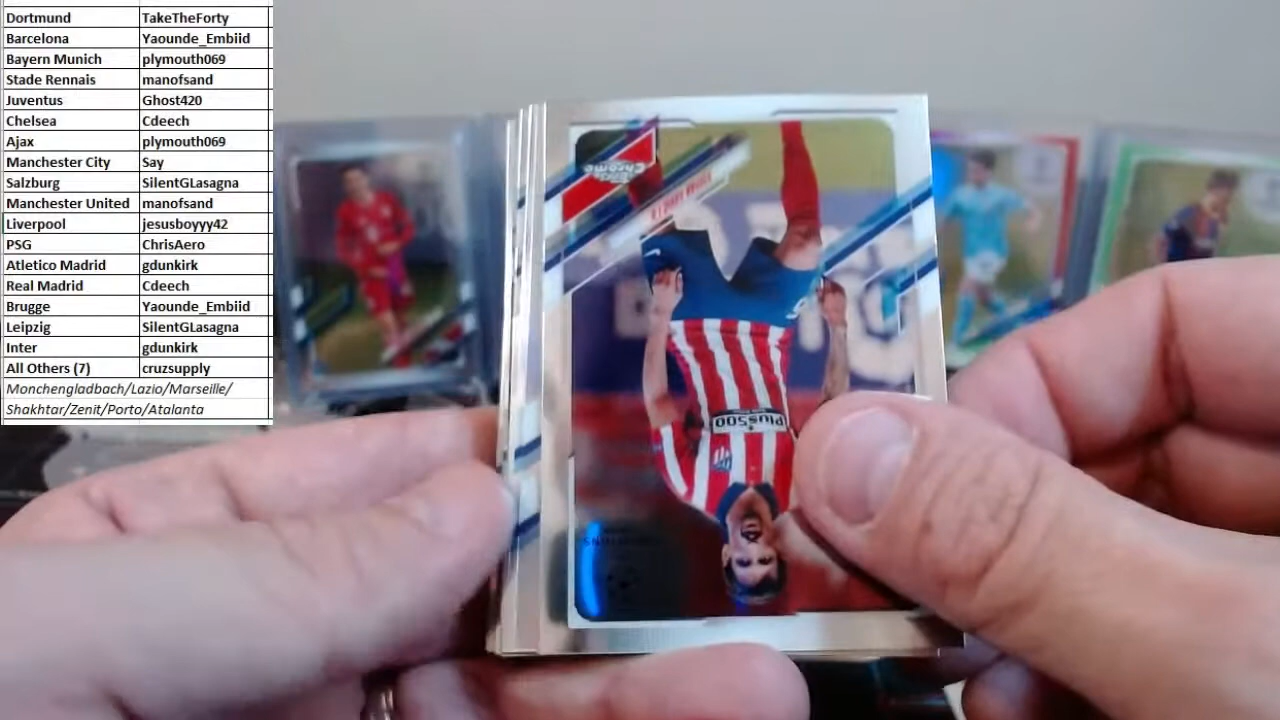 Dortmund TakeTheForty
Barcelona Yaounde_Embiid
Bayern Munich plymouth069
Stade Rennais manofsand
Juventus Ghost420
Chelsea Cdeech
Ajax plymouth069
Manchester City Say
Salzburg SilentGLasagna
Manchester United manofsand
Liverpool jesusboyyy42
PSG ChrisAero
Atletico Madrid gdunkirk
Real Madrid Cdeech
Brugge Yaounde_Embiid
Leipzig SilentGLasagna
Inter gdunkirk
All Others (7) cruzsupply
Monchengladbach/Lazio/Marseille/
Shakhtar/Zenit/Porto/Atalanta
Chrome
Plus500